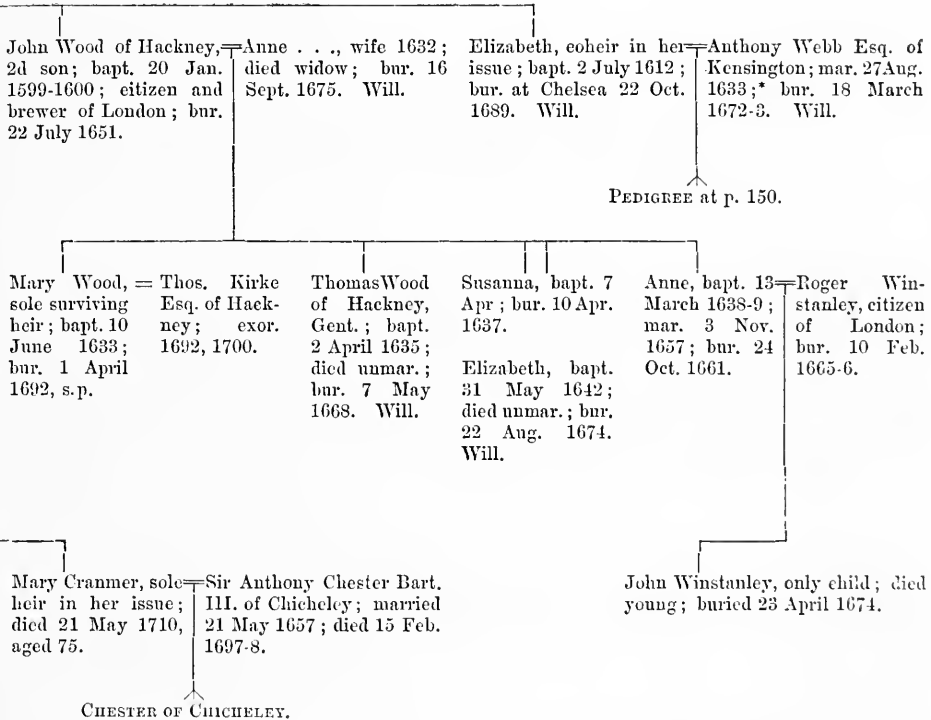 John Wood of Hackney,
2d son; bapt. 20 Jan.
1599-1600; citizen and
brewer of London; bur.
22 July 1651.
Anne . . ., wife 1632;
died widow; bur. 16
Sept. 1675. Will.
Elizabeth, coheir in her
issue; bapt. 2 July 1612;
bur. at Chelsea 22 Oct.
1689. Will.
Anthony Webb Esq. of
Kensington; mar. 27 Aug.
1633;* bur. 18 March
1672-3. Will.
PEDIGREE at p. 150.
Mary Wood,
sole surviving
heir; bapt. 10
June 1633;
bur. 1 April
1692, s.p.
= Thos. Kirke
Esq. of Hack-
ney; exor.
1692, 1700.
Thomas Wood
of Hackney,
Gent.; bapt.
2 April 1635;
died unmar.;
bur. 7 May
1668. Will.
Susanna, bapt. 7
Apr; bur. 10 Apr.
1637.
Elizabeth, bapt.
31 May 1642;
died unmar.; bur.
22 Aug. 1674.
Will.
Anne, bapt. 13
March 1638-9;
mar. 3 Nov.
1657; bur. 24
Oct. 1661.
Roger Win-
stanley, citizen
of London;
bur. 10 Feb.
1665-6.
Mary Cranmer, sole
heir in her issue;
died 21 May 1710,
aged 75.
Sir Anthony Chester Bart.
III. of Chicheley; married
21 May 1657; died 15 Feb.
1697-8.
CHESTER OF CHICHELEY.
John Winstanley, only child; died
young; buried 23 April 1674.